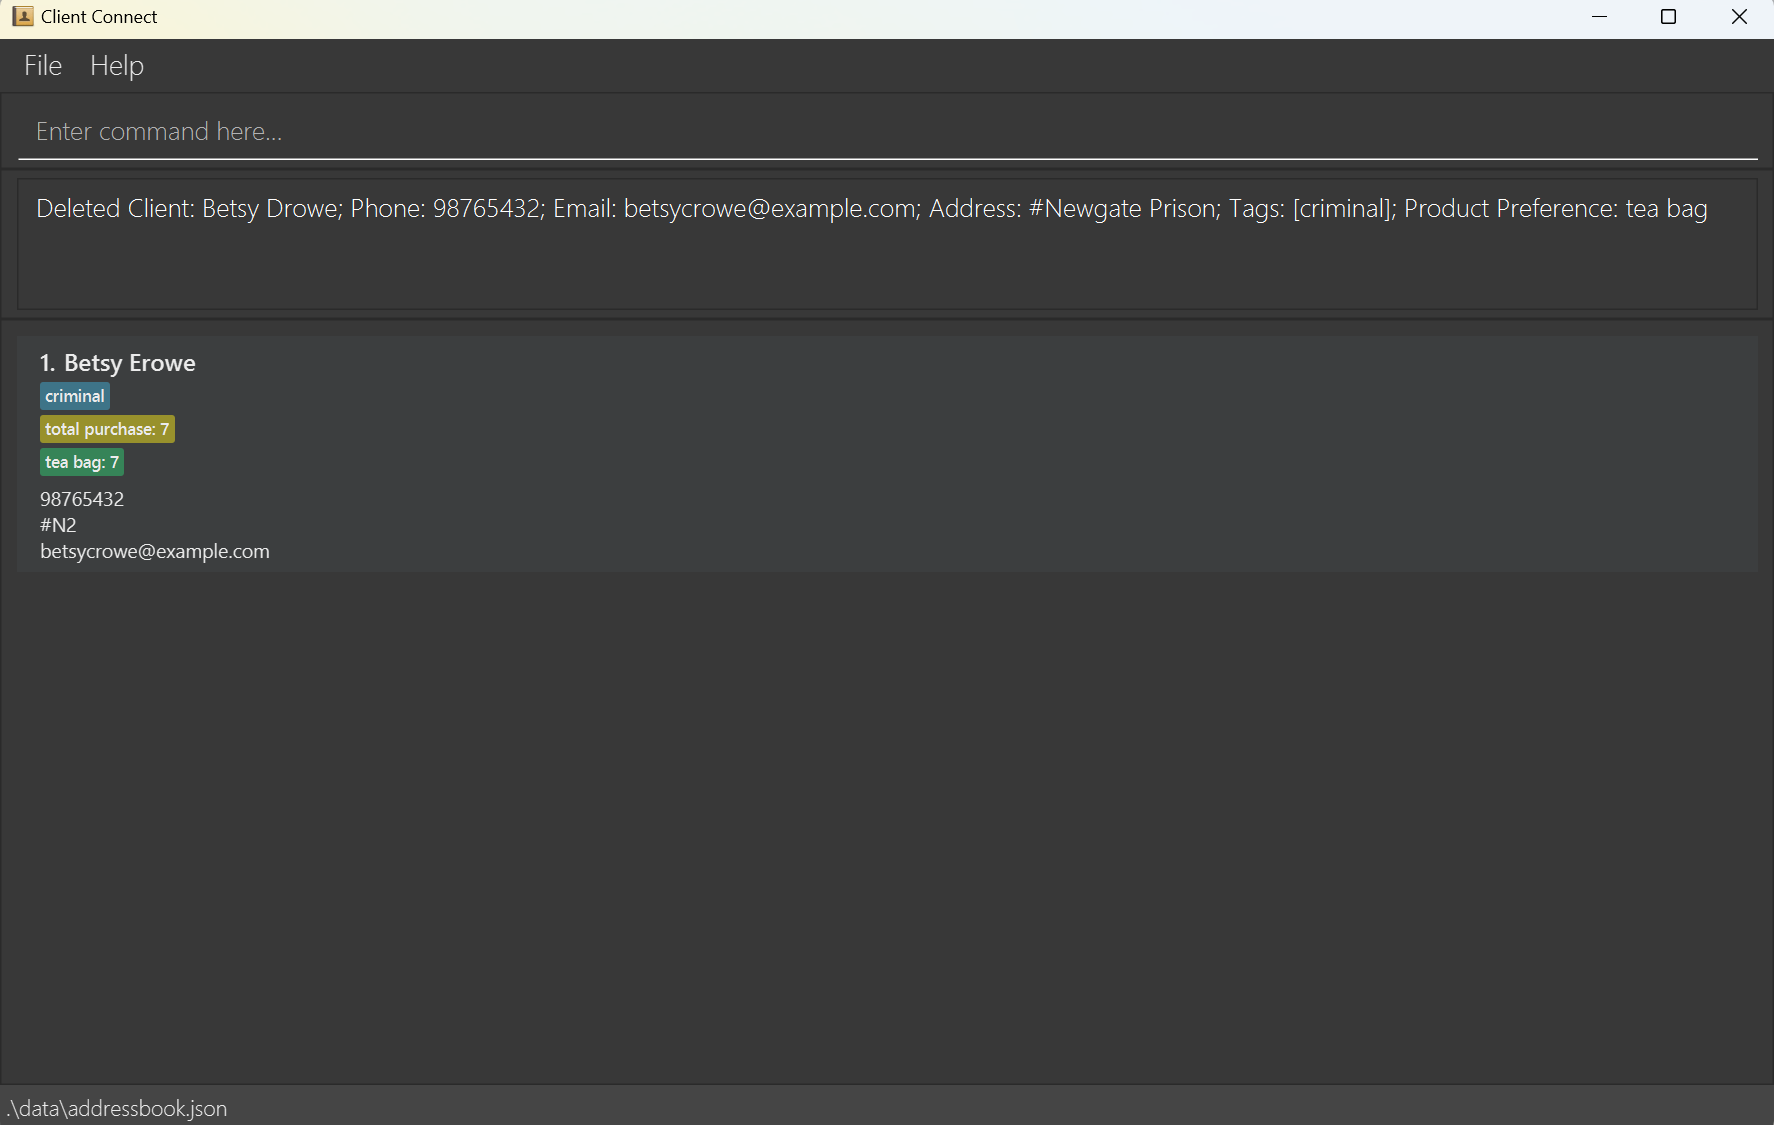 Client Connect
File Help
Enter command here...
Deleted Client: Betsy Drowe; Phone: 98765432; Email: betsycrowe@example.com; Address: #Newgate Prison; Tags: [criminal]; Product Preference: tea bag
1. Betsy Erowe
criminal
total purchase: 7
tea bag: 7
98765432
#N2
betsycrowe@example.com
.\data\addressbook.json